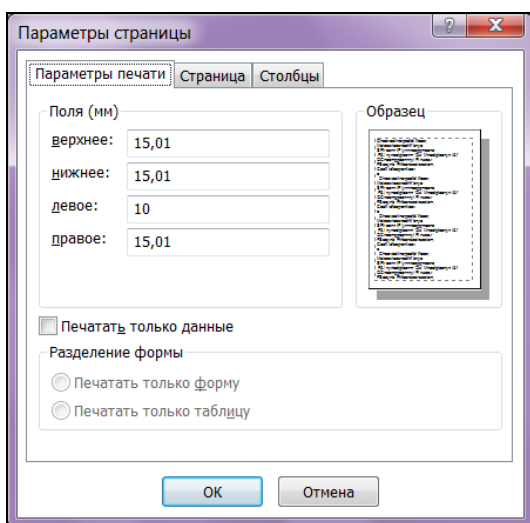 Параметры страницы
Параметры печати Страница Столбцы
Поля (мм)
верхнее: 15,01
нижнее: 15,01
левое: 10
правое: 15,01
Образец
Печатать только данные
Разделение формы
Печатать только форму
Печатать только таблицу
ОК Отмена